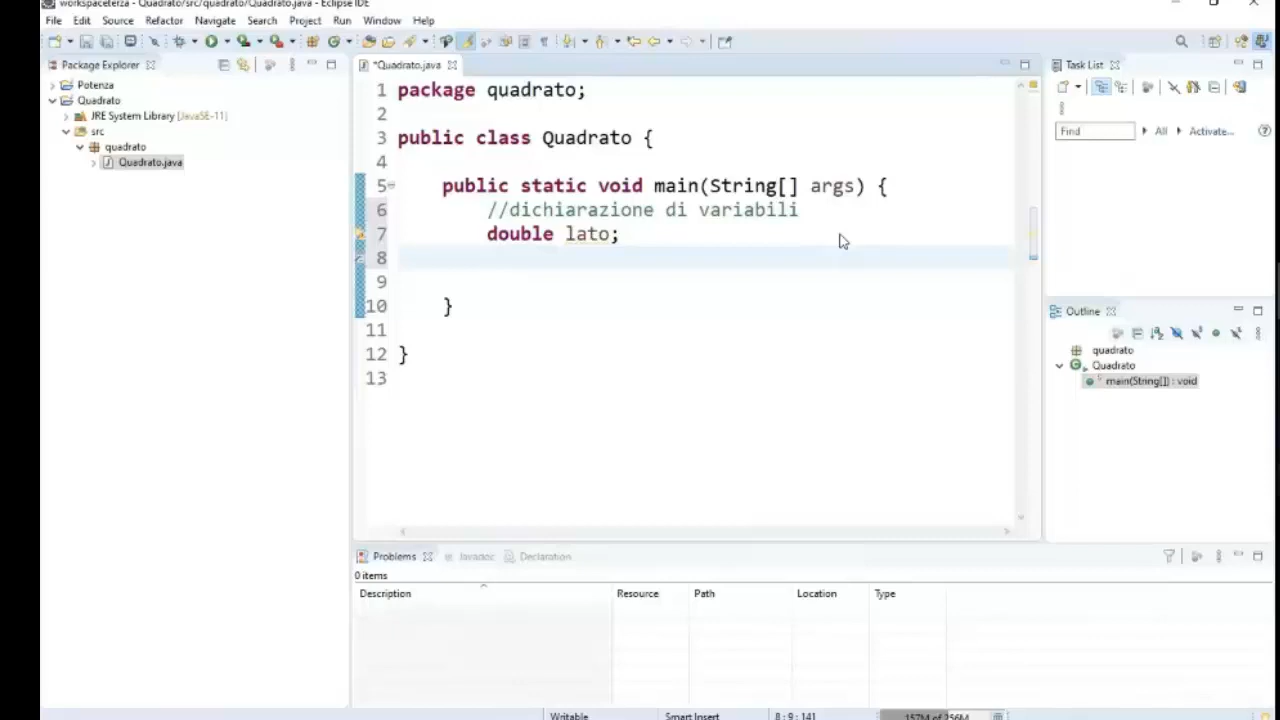 workspaceterza - Quadrato/src/quadrato/Quadrato.java - Eclipse IDE
File Edit Source Refactor Navigate Search Project Run Window Help
Package Explorer
Potenza
Quadrato
JRE System Library [JavaSE-11]
src
quadrato
Quadrato.java
*Quadrato.java
1 package quadrato;
2
3 public class Quadrato {
4
5 public static void main(String[] args) {
6 //dichiarazione di variabili
7 double lato;
8
9
10 }
11
12 }
13
Task List
Find All Activate...
Outline
quadrato
Quadrato
main(String[]) : void
Problems Javadoc Declaration
0 items
Description Resource Path Location Type
Writable Smart Insert 8 : 9 : 141 157M of 256M